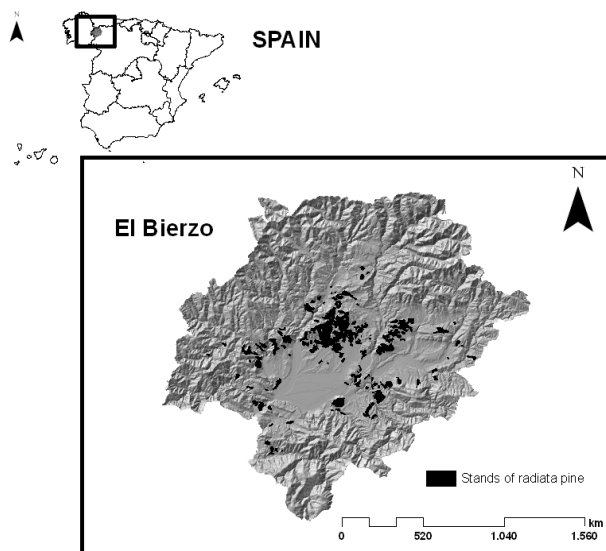 N
SPAIN
N
El Bierzo
Stands of radiata pine
km
0 520 1.040 1.560